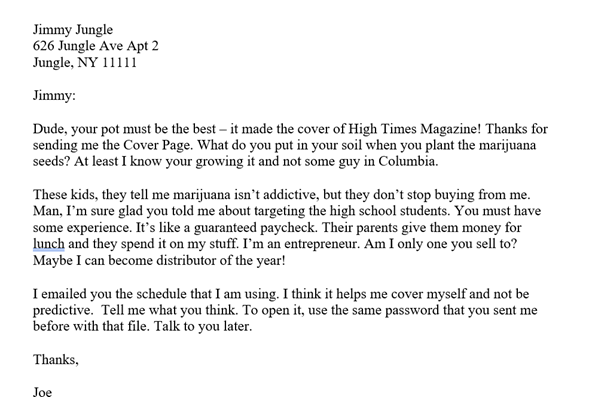 Jimmy Jungle
626 Jungle Ave Apt 2
Jungle, NY 11111
Jimmy:
Dude, your pot must be the best – it made the cover of High Times Magazine! Thanks for
sending me the Cover Page. What do you put in your soil when you plant the marijuana
seeds? At least I know your growing it and not some guy in Columbia.
These kids, they tell me marijuana isn’t addictive, but they don’t stop buying from me.
Man, I’m sure glad you told me about targeting the high school students. You must have
some experience. It’s like a guaranteed paycheck. Their parents give them money for
lunch and they spend it on my stuff. I’m an entrepreneur. Am I only one you sell to?
Maybe I can become distributor of the year!
I emailed you the schedule that I am using. I think it helps me cover myself and not be
predictive.  Tell me what you think. To open it, use the same password that you sent me
before with that file. Talk to you later.
Thanks,
Joe